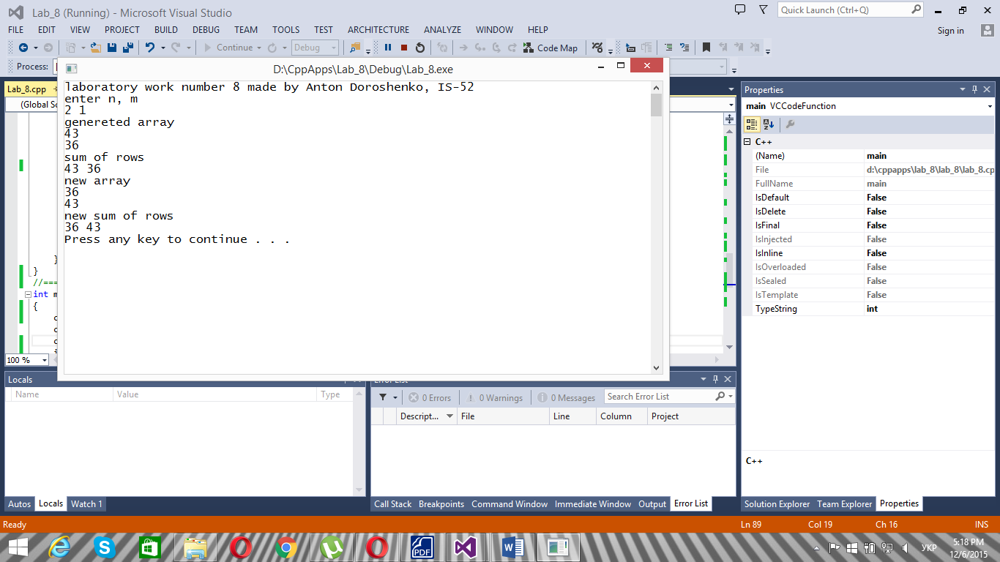 Lab_8 (Running) - Microsoft Visual Studio
Quick Launch (Ctrl+Q)
FILE EDIT VIEW PROJECT BUILD DEBUG TEAM TOOLS TEST ARCHITECTURE ANALYZE WINDOW HELP
Sign in
Continue Debug Code Map
Process:
D:\CppApps\Lab_8\Debug\Lab_8.exe
laboratory work number 8 made by Anton Doroshenko, IS-52
enter n, m
2 1
genereted array
43
36
sum of rows
43 36
new array
36
43
new sum of rows
36 43
Press any key to continue . . .
Lab_8.cpp
(Global
}
}
//===
int
{
100 %
Properties
main VCCodeFunction
C++
(Name) main
File d:\cppapps\lab_8\lab_8\lab_8.cp
FullName main
IsDefault False
IsDelete False
IsFinal False
IsInjected False
IsInline False
IsOverloaded False
IsSealed False
IsTemplate False
TypeString int
C++
Locals
Name Value Type
Autos Locals Watch 1
Error List
0 Errors 0 Warnings 0 Messages Search Error List
Descript... File Line Column Project
Call Stack Breakpoints Command Window Immediate Window Output Error List
Solution Explorer Team Explorer Properties
Ready Ln 89 Col 19 Ch 16 INS
PDF
УКР
5:18 PM
12/6/2015